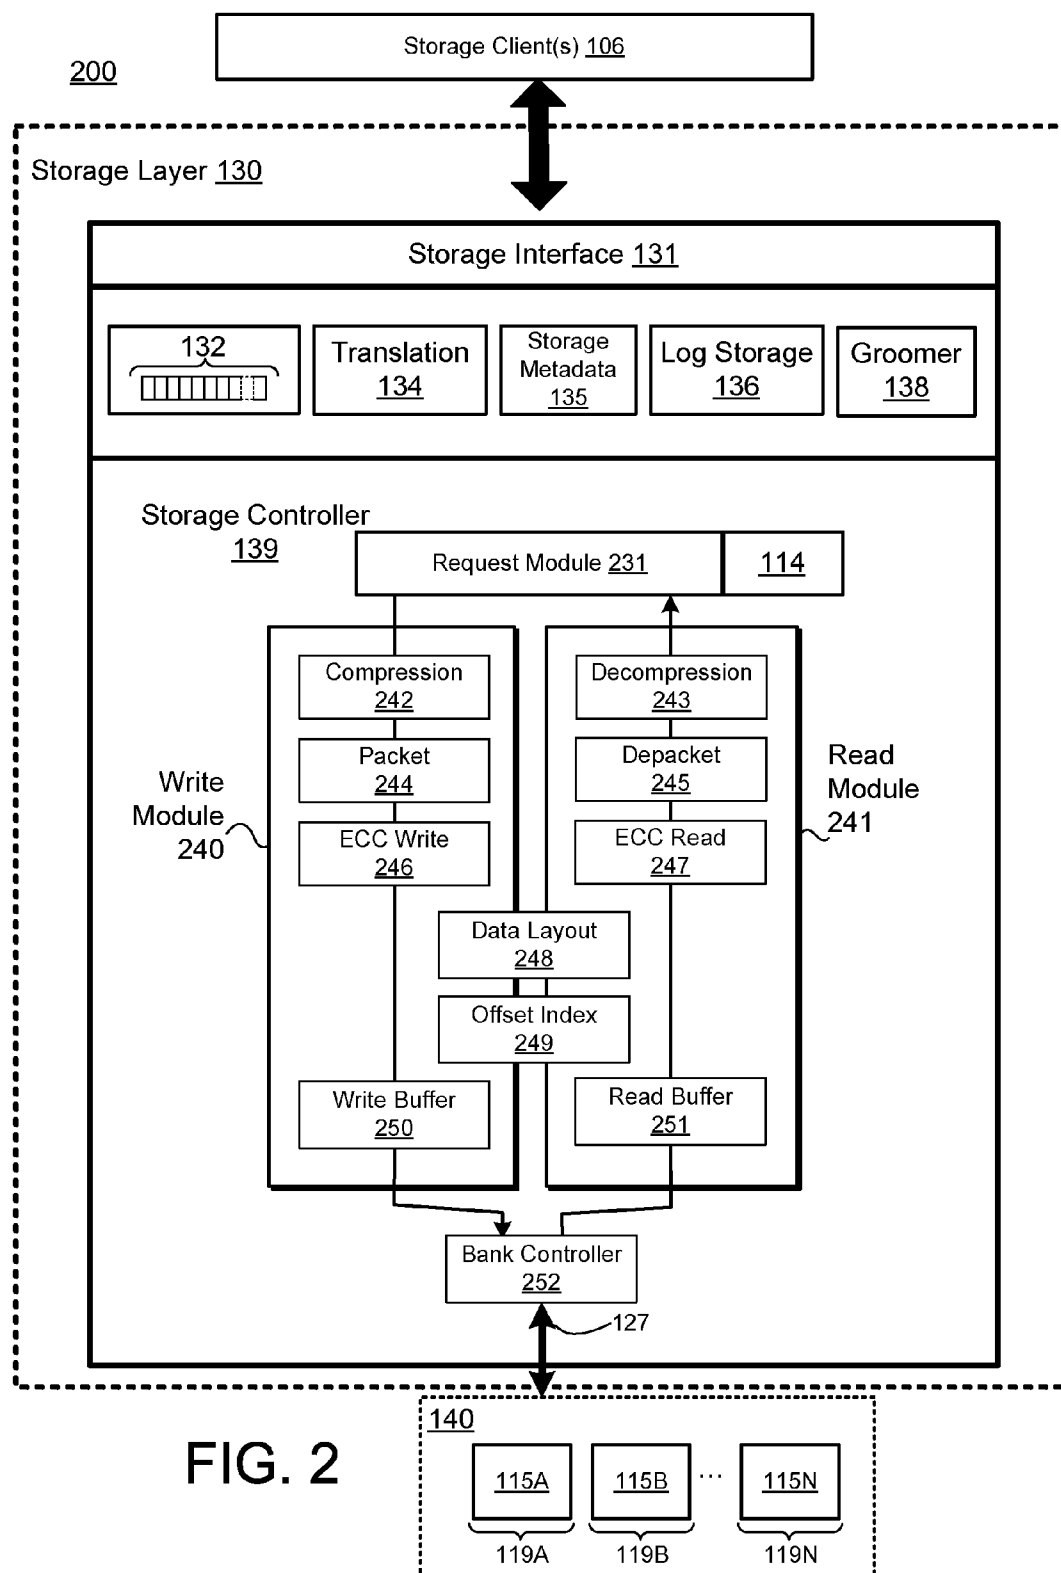 Storage Client(s) 106
200
Storage Layer 130
Storage Interface 131
132
Translation
134
Storage
Metadata
135
Log Storage
136
Groomer
138
Storage Controller
139
Request Module 231
114
Compression
242
Decompression
243
Packet
244
Depacket
245
Write
Module
240
Read
Module
241
ECC Write
246
ECC Read
247
Data Layout
248
Offset Index
249
Write Buffer
250
Read Buffer
251
Bank Controller
252
127
140
FIG. 2
115A
115B
...
115N
119A
119B
119N